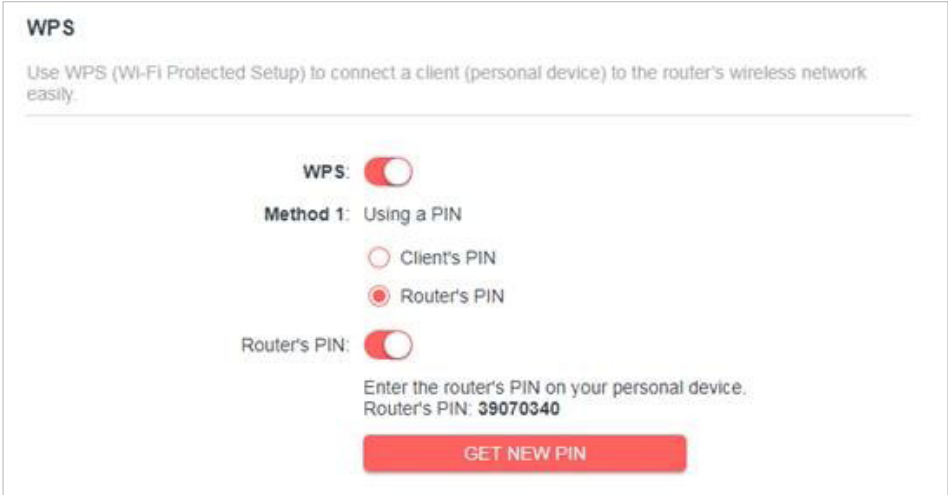 WPS
Use WPS (Wi-Fi Protected Setup) to connect a client (personal device) to the router's wireless network
easily.
WPS:
Method 1: Using a PIN
Client's PIN
Router's PIN
Router's PIN:
Enter the router's PIN on your personal device.
Router's PIN: 39070340
GET NEW PIN